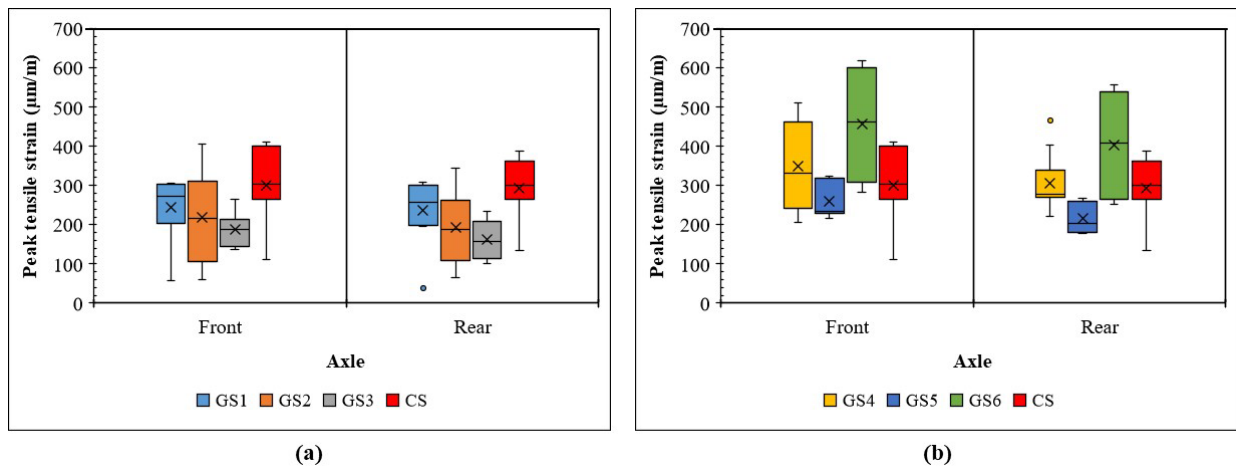 Peak tensile strain (µm/m)
700
600
500
400
300
200
100
0
Front Rear
Axle
GS1 GS2 GS3 CS
(a)
Peak tensile strain (µm/m)
700
600
500
400
300
200
100
0
Front Rear
Axle
GS4 GS5 GS6 CS
(b)